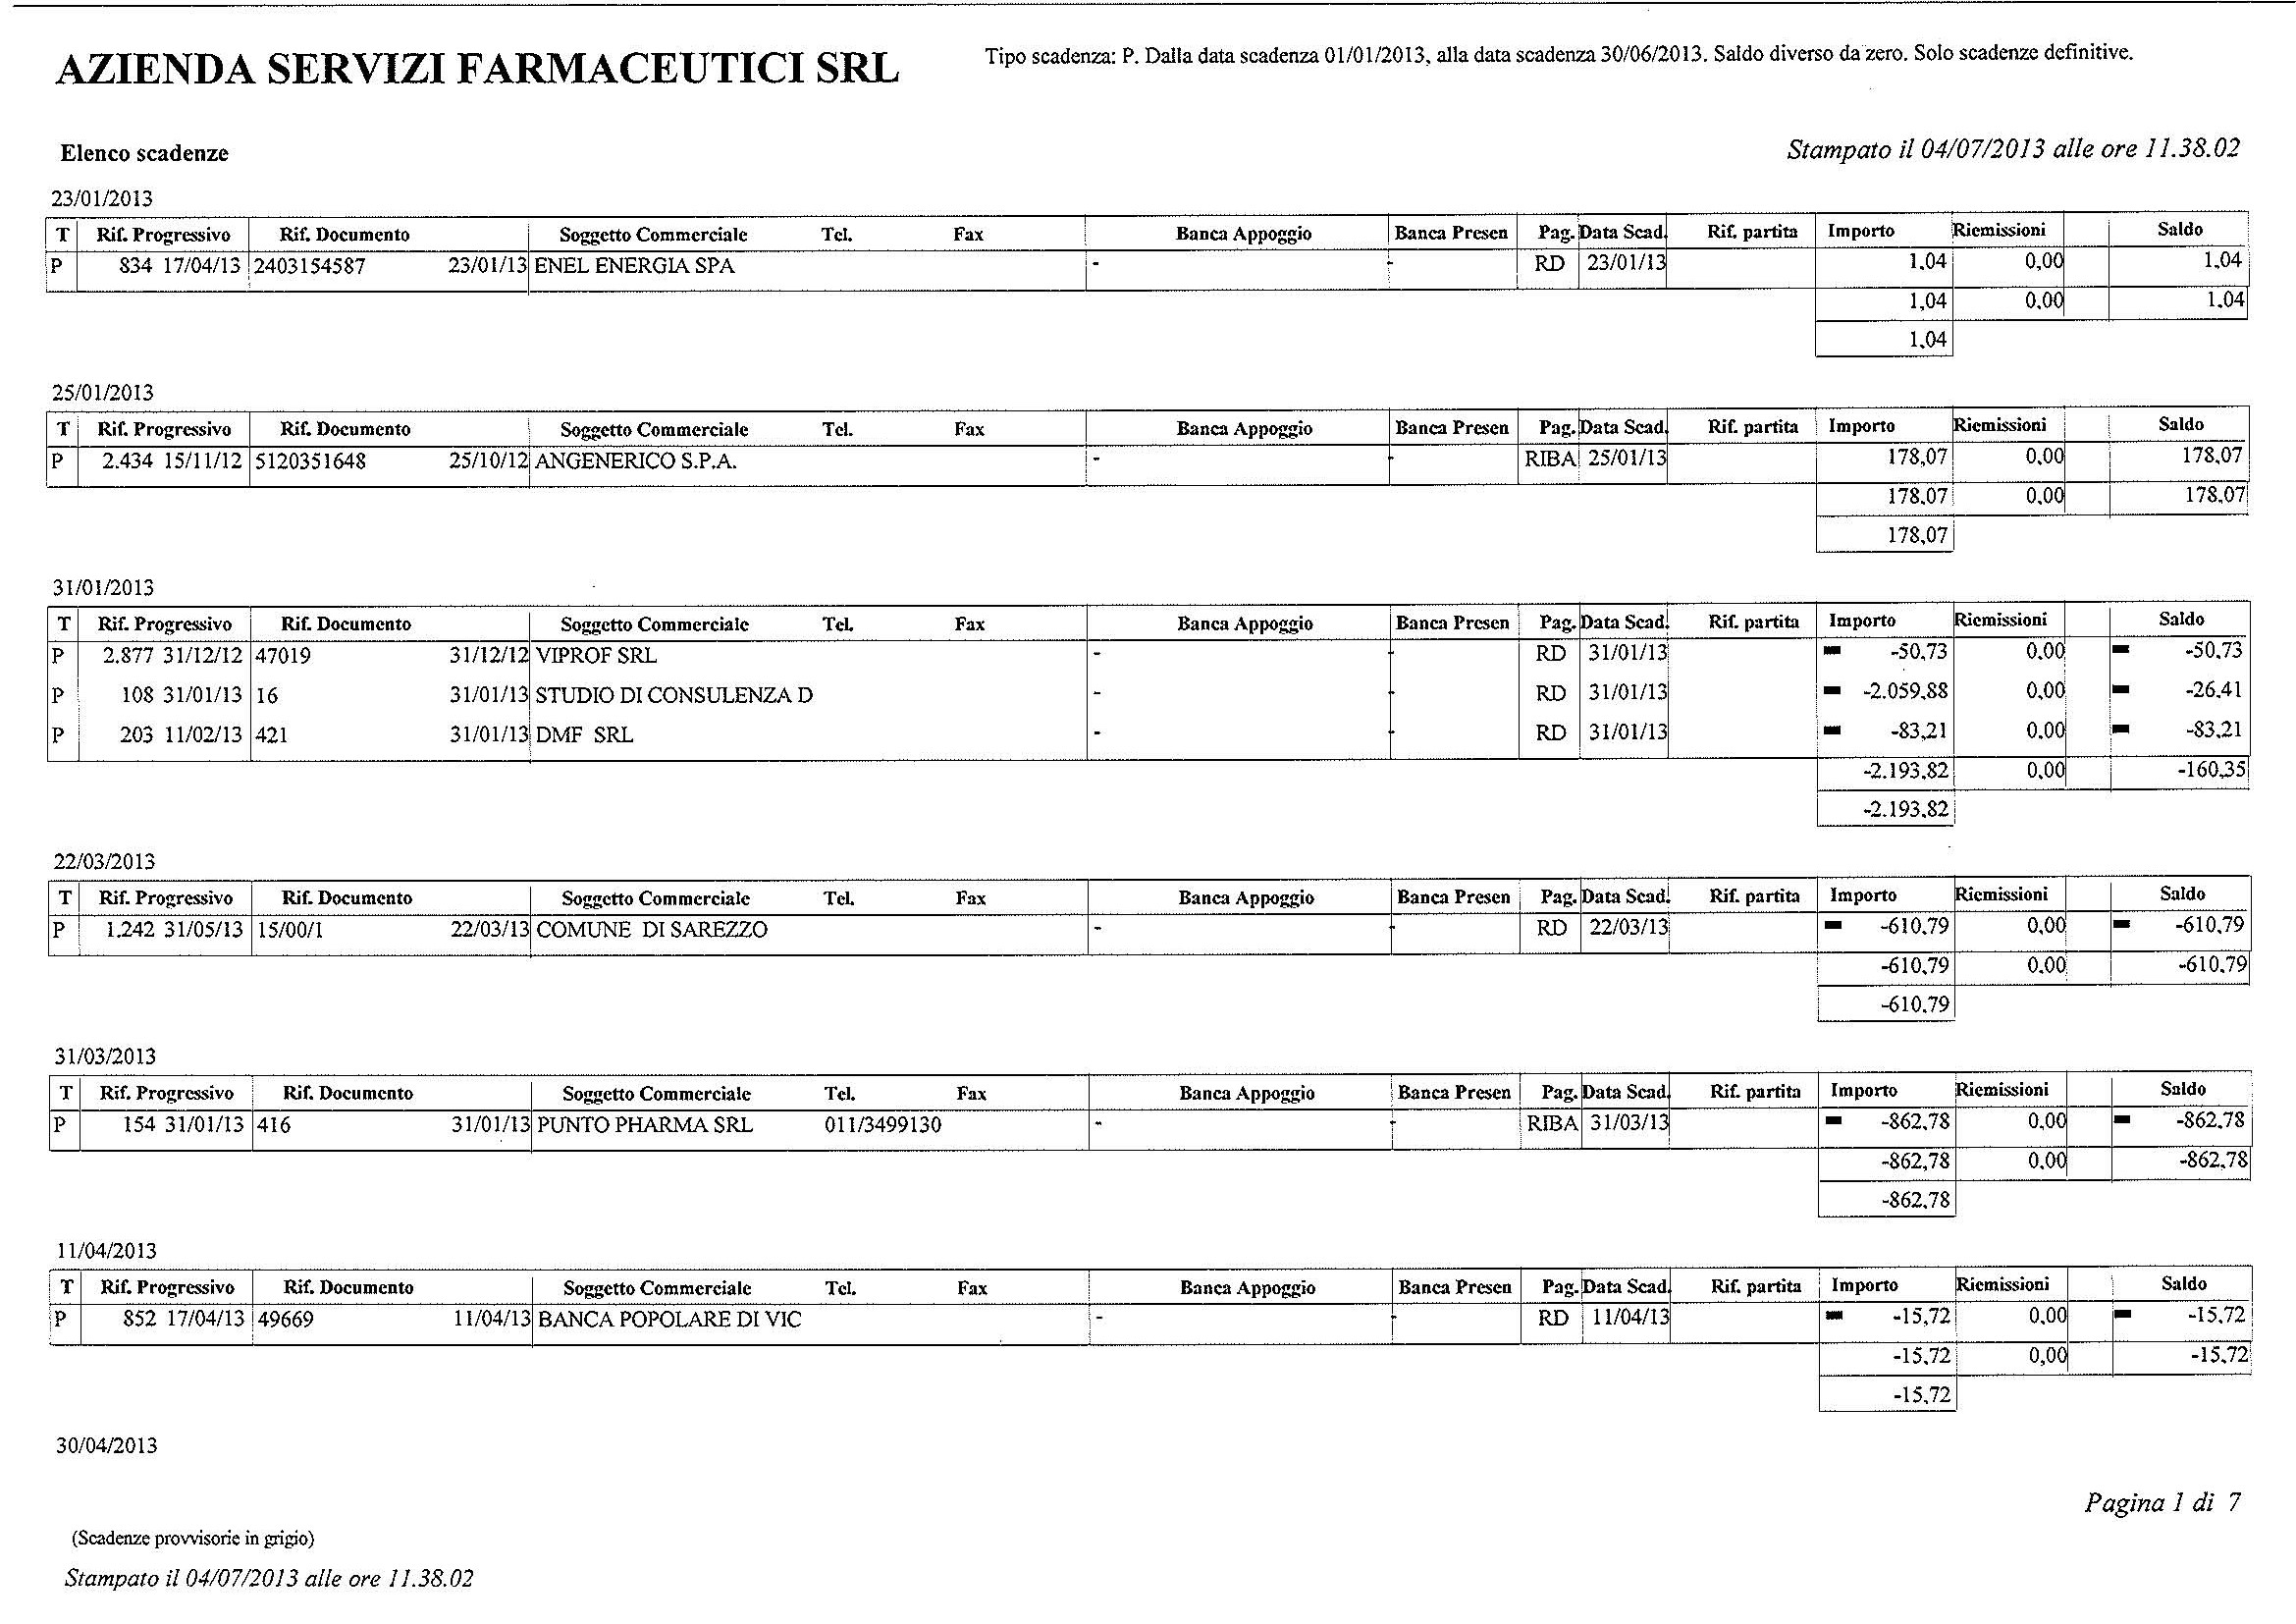 AZIENDA SERVIZI FARMACEUTICI SRL
Tipo scadenza: P. Dalla data scadenza 01/01/2013, alla data scadenza 30/06/2013. Saldo diverso da zero. Solo scadenze definitive.
Elenco scadenze
Stampato il 04/07/2013 alle ore 11.38.02
23/01/2013
T Rif. Progressivo Rif. Documento Soggetto Commerciale Tel. Fax Banca Appoggio Banca Presen Pag. Data Scad. Rif. partita Importo Riemissioni Saldo
P 834 17/04/13 2403154587 23/01/13 ENEL ENERGIA SPA - - RD 23/01/13 1,04 0,00 1,04
1,04 0,00 1,04
1,04
25/01/2013
T Rif. Progressivo Rif. Documento Soggetto Commerciale Tel. Fax Banca Appoggio Banca Presen Pag. Data Scad. Rif. partita Importo Riemissioni Saldo
P 2.434 15/11/12 5120351648 25/10/12 ANGENERICO S.P.A. - - RIBA 25/01/13 178,07 0,00 178,07
178,07 0,00 178,07
178,07
31/01/2013
T Rif. Progressivo Rif. Documento Soggetto Commerciale Tel. Fax Banca Appoggio Banca Presen Pag. Data Scad. Rif. partita Importo Riemissioni Saldo
P 2.877 31/12/12 47019 31/12/12 VIPROF SRL - - RD 31/01/13 - -50,73 0,00 - -50,73
P 108 31/01/13 16 31/01/13 STUDIO DI CONSULENZA D - - RD 31/01/13 - -2.059,88 0,00 - -26,41
P 203 11/02/13 421 31/01/13 DMF SRL - - RD 31/01/13 - -83,21 0,00 - -83,21
-2.193,82 0,00 -160,35
-2.193,82
22/03/2013
T Rif. Progressivo Rif. Documento Soggetto Commerciale Tel. Fax Banca Appoggio Banca Presen Pag. Data Scad. Rif. partita Importo Riemissioni Saldo
P 1.242 31/05/13 15/00/1 22/03/13 COMUNE DI SAREZZO - - RD 22/03/13 - -610,79 0,00 - -610,79
-610,79 0,00 -610,79
-610,79
31/03/2013
T Rif. Progressivo Rif. Documento Soggetto Commerciale Tel. Fax Banca Appoggio Banca Presen Pag. Data Scad. Rif. partita Importo Riemissioni Saldo
P 154 31/01/13 416 31/01/13 PUNTO PHARMA SRL 011/3499130 - - RIBA 31/03/13 - -862,78 0,00 - -862,78
-862,78 0,00 -862,78
-862,78
11/04/2013
T Rif. Progressivo Rif. Documento Soggetto Commerciale Tel. Fax Banca Appoggio Banca Presen Pag. Data Scad. Rif. partita Importo Riemissioni Saldo
P 852 17/04/13 49669 11/04/13 BANCA POPOLARE DI VIC - - RD 11/04/13 - -15,72 0,00 - -15,72
-15,72 0,00 -15,72
-15,72
30/04/2013
Pagina 1 di 7
(Scadenze provvisorie in grigio)
Stampato il 04/07/2013 alle ore 11.38.02